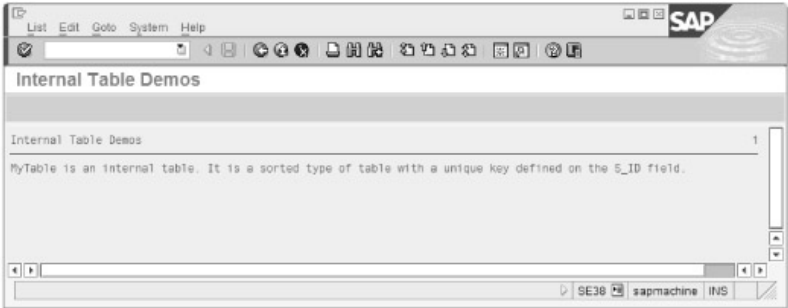 List Edit Goto System Help
SAP
Internal Table Demos
Internal Table Demos 1
MyTable is an internal table. It is a sorted type of table with a unique key defined on the S_ID field.
SE38 sapmachine INS